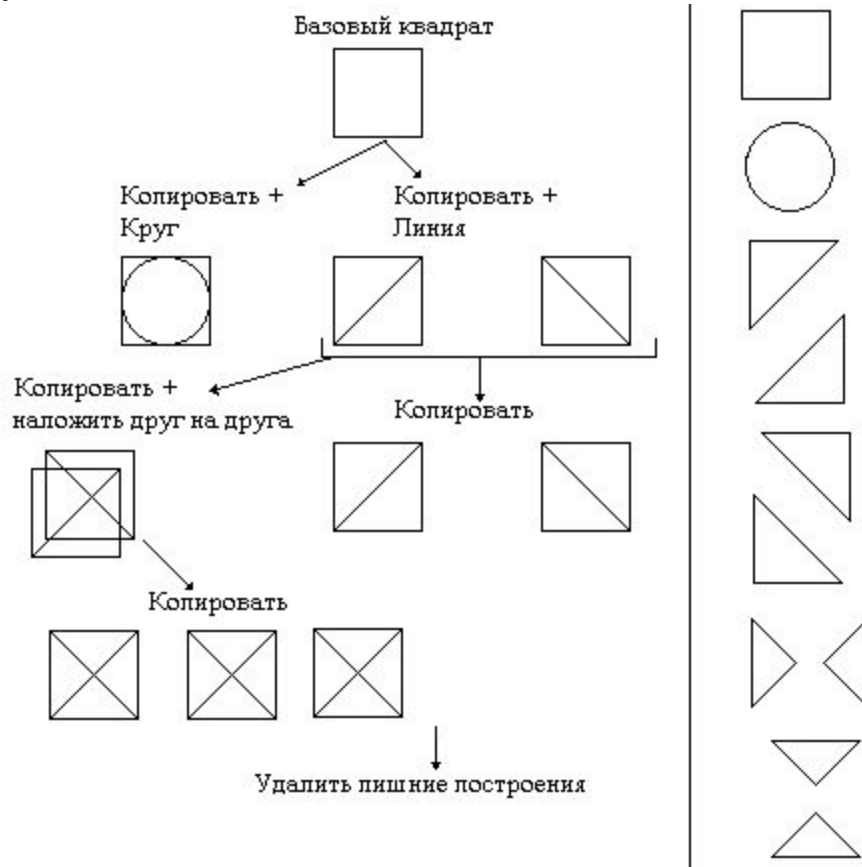 Базовый квадрат
Копировать +
Круг
Копировать +
Линия
Копировать +
наложить друг на друга
Копировать
Копировать
Удалить лишние построения